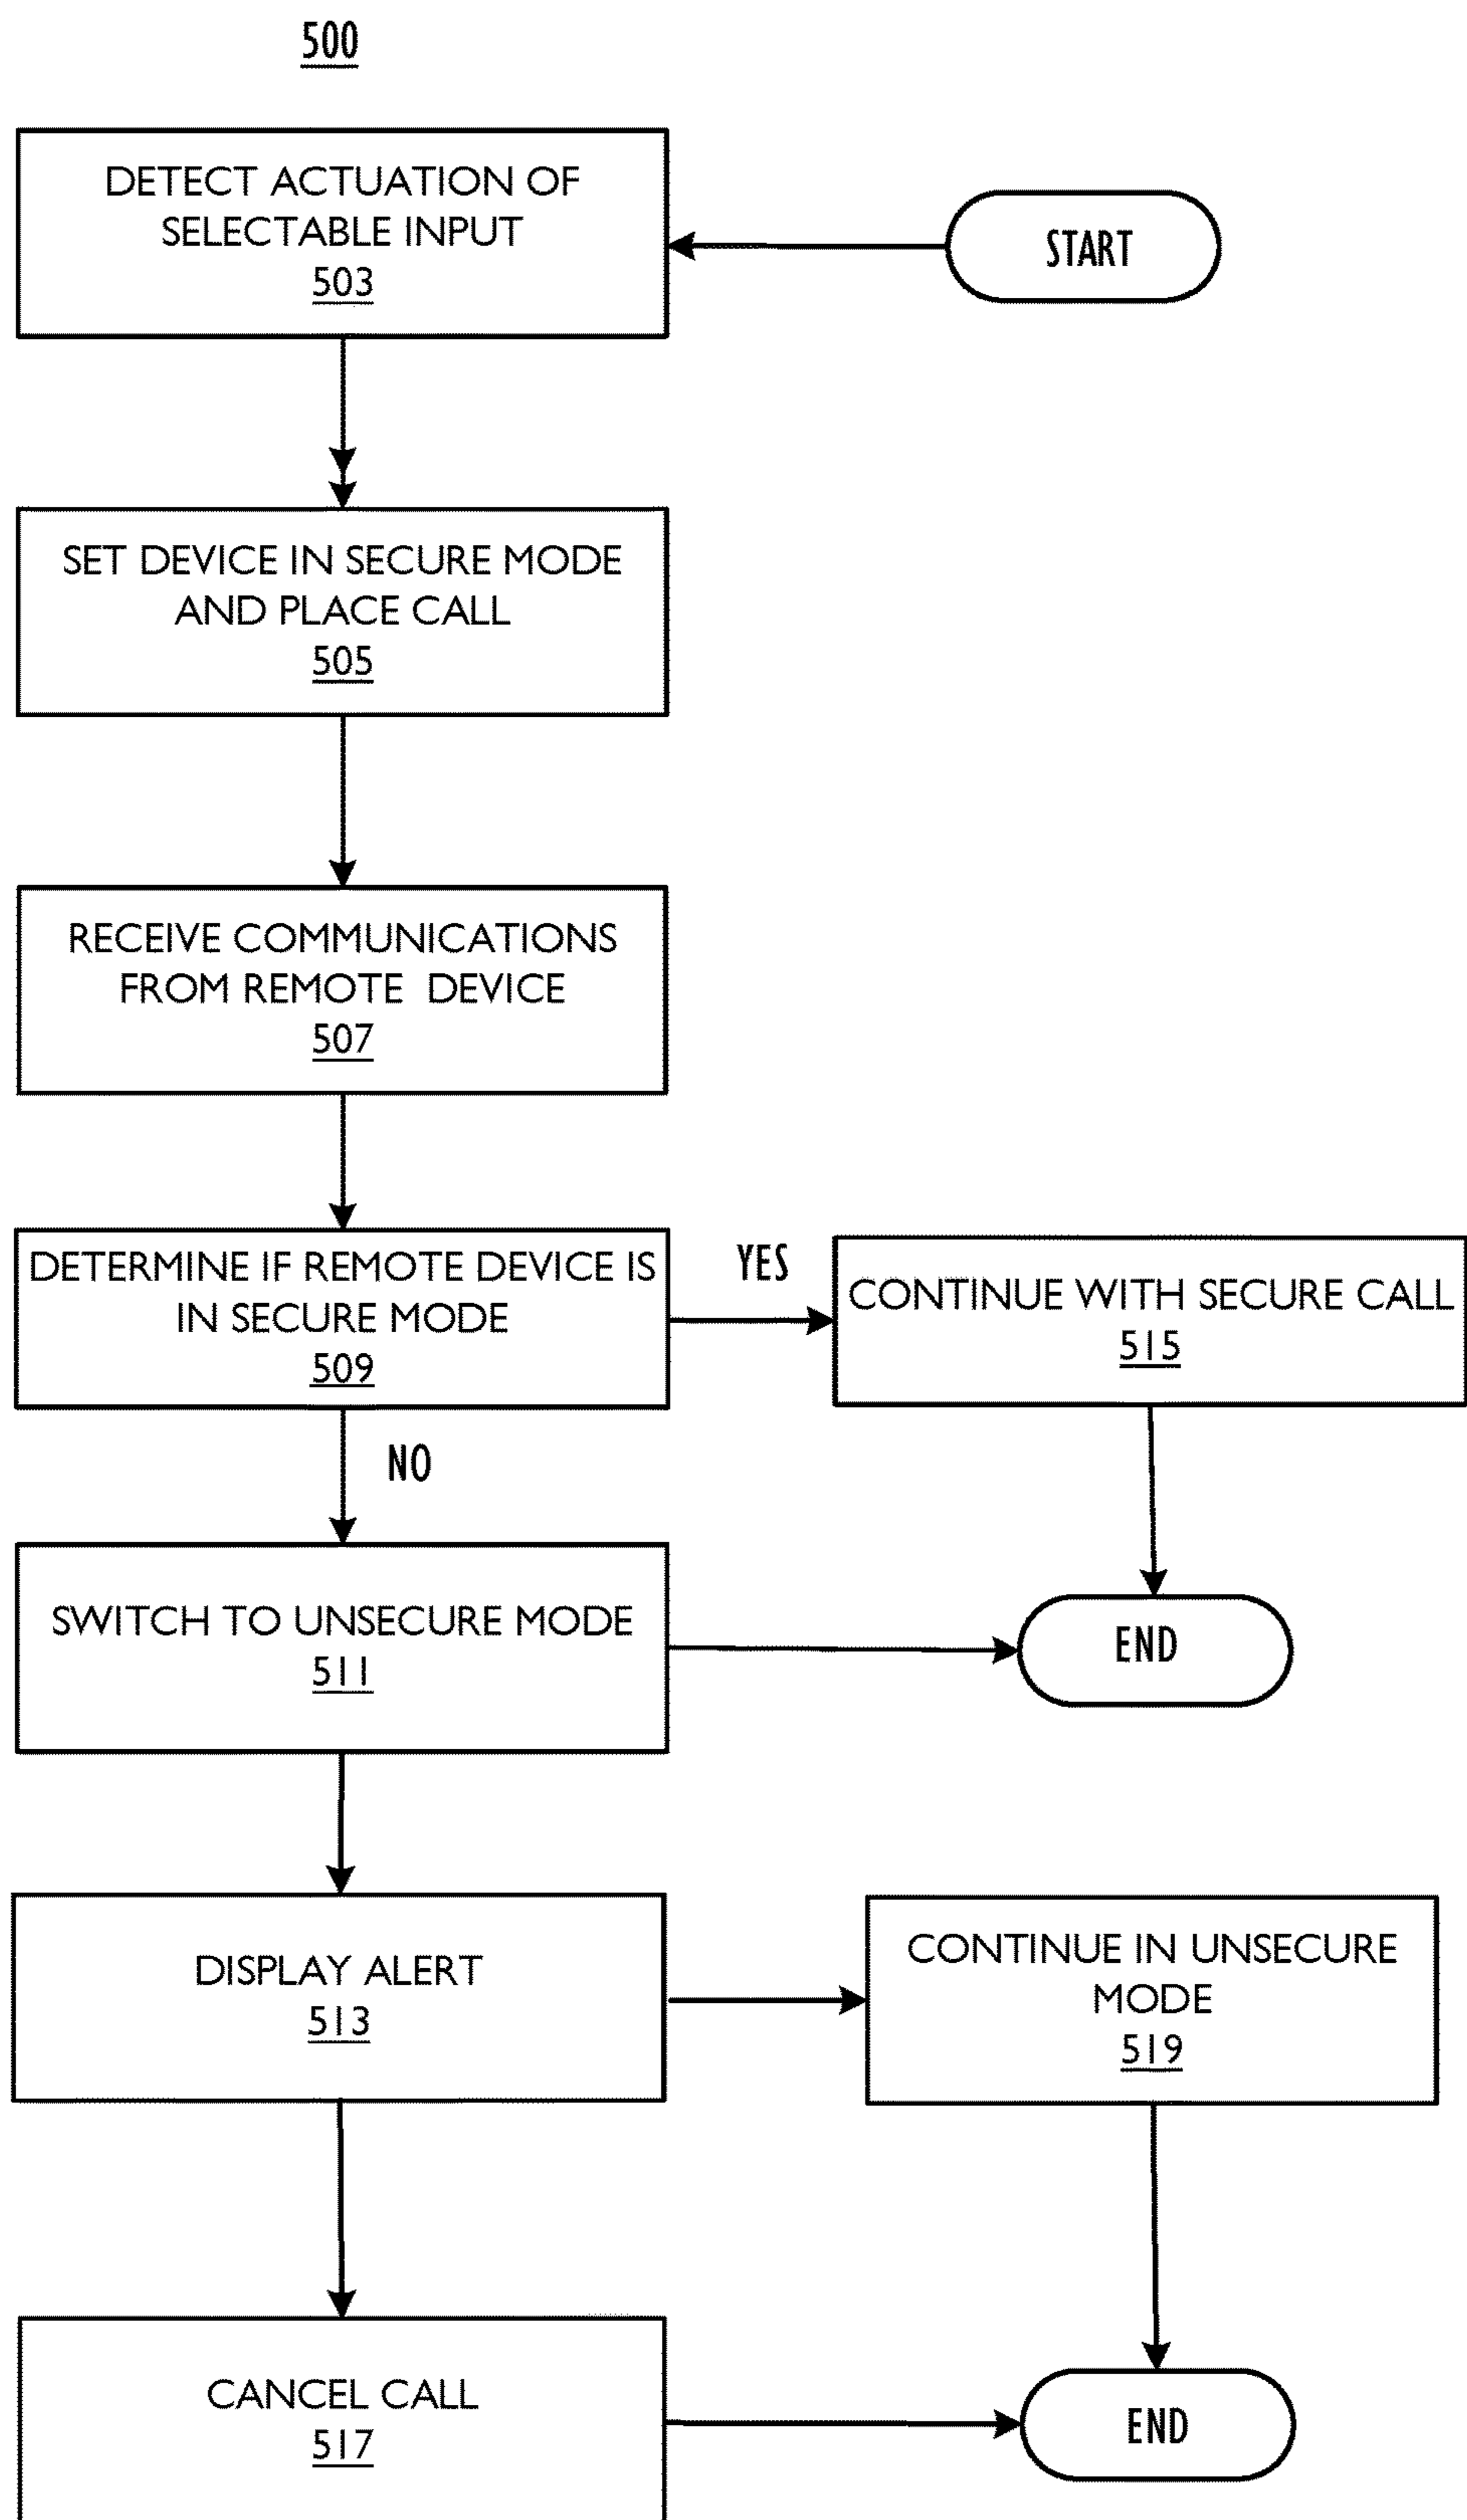 500
DETECT ACTUATION OF
SELECTABLE INPUT
503
START
SET DEVICE IN SECURE MODE
AND PLACE CALL
505
RECEIVE COMMUNICATIONS
FROM REMOTE DEVICE
507
DETERMINE IF REMOTE DEVICE IS
IN SECURE MODE
509
YES
CONTINUE WITH SECURE CALL
515
NO
SWITCH TO UNSECURE MODE
511
END
DISPLAY ALERT
513
CONTINUE IN UNSECURE
MODE
519
CANCEL CALL
517
END